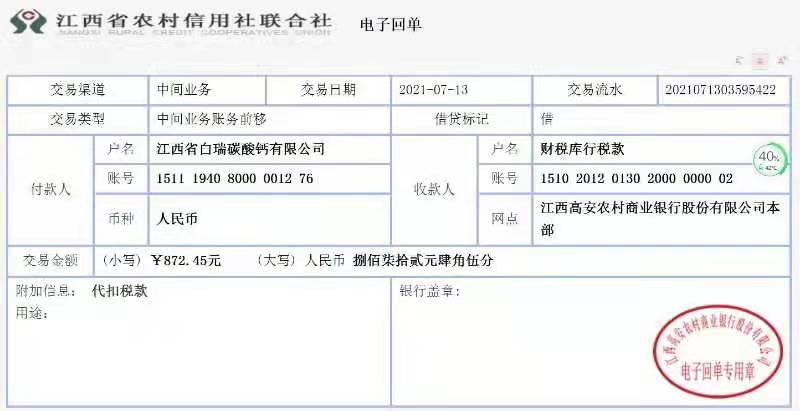 江西省农村信用社联合社 电子回单
JIANGXI RURAL CREDIT COOPERATIVES UNION
交易渠道 中间业务 交易日期 2021-07-13 交易流水 2021071303595422
交易类型 中间业务账务前移 借贷标记 借
付款人 户名 江西省白瑞碳酸钙有限公司 收款人 户名 财税库行税款
账号 1511 1940 8000 0012 76 账号 1510 2012 0130 2000 0000 02
币种 人民币 网点 江西高安农村商业银行股份有限公司本
部
40%
42℃
交易金额 (小写) ￥872.45元 (大写) 人民币 捌佰柒拾贰元肆角伍分
附加信息: 代扣税款 银行盖章:
用途:
江西高安农村商业银行股份有限公司
电子回单专用章